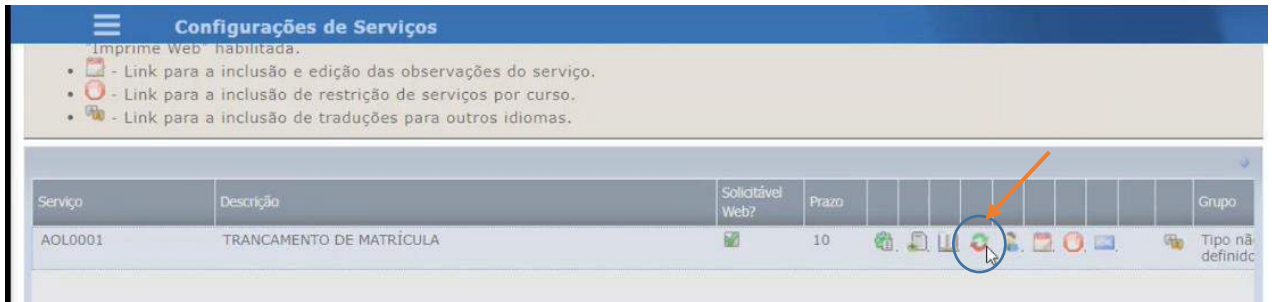 Configurações de Serviços
"Imprime Web" habilitada.
- Link para a inclusão e edição das observações do serviço.
- Link para a inclusão de restrição de serviços por curso.
- Link para a inclusão de traduções para outros idiomas.
Serviço Descrição Solicitável Web? Prazo Grupo
AOL0001 TRANCAMENTO DE MATRÍCULA 10 Tipo nã
definido